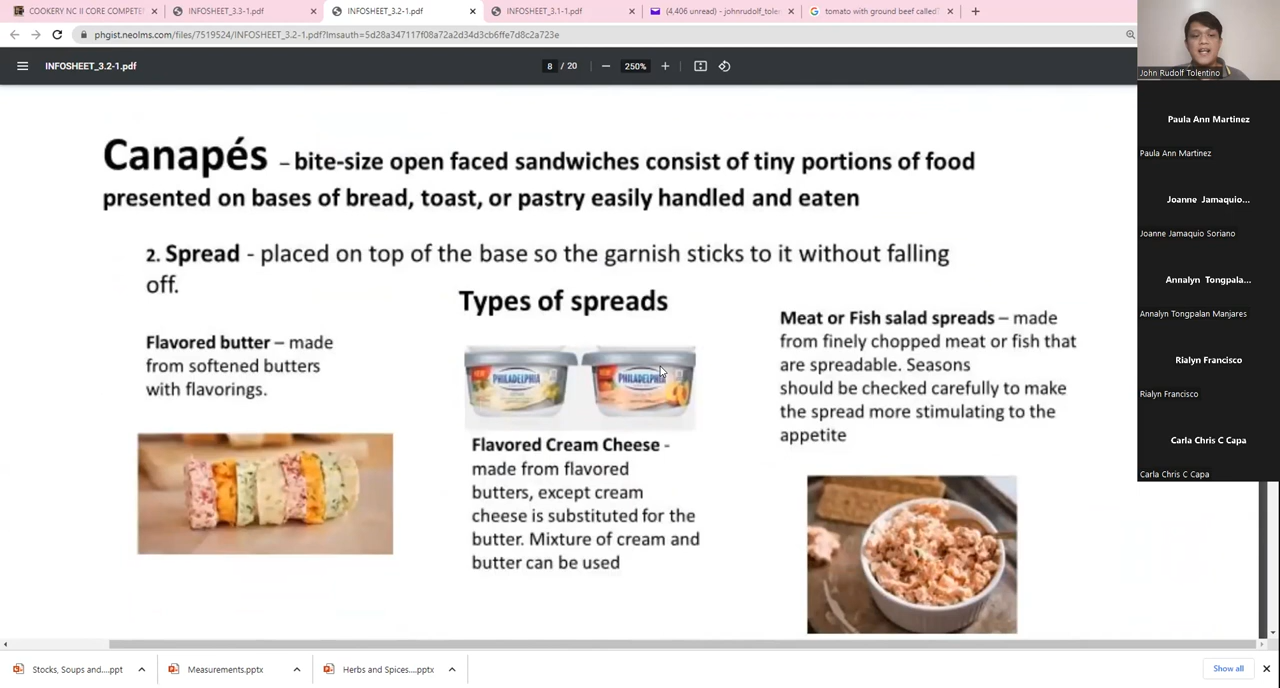 COOKERY NC II CORE COMPETE
INFOSHEET_3.3-1.pdf
INFOSHEET_3.2-1.pdf
INFOSHEET_3.1-1.pdf
(4,406 unread) - johnrudolf_toler
tomato with ground beef called?
phgist.neolms.com/files/7519524/INFOSHEET_3.2-1.pdf?lmsauth=5d28a347117f08a72a2d34d3cb6ffe7d8c2a723e
INFOSHEET_3.2-1.pdf
8 / 20
250%
John Rudolf Tolentino
Canapés – bite-size open faced sandwiches consist of tiny portions of food
presented on bases of bread, toast, or pastry easily handled and eaten
2. Spread - placed on top of the base so the garnish sticks to it without falling
off.
Types of spreads
Flavored butter – made
from softened butters
with flavorings.
PHILADELPHIA
PHILADELPHIA
Flavored Cream Cheese -
made from flavored
butters, except cream
cheese is substituted for the
butter. Mixture of cream and
butter can be used
Meat or Fish salad spreads – made
from finely chopped meat or fish that
are spreadable. Seasons
should be checked carefully to make
the spread more stimulating to the
appetite
Paula Ann Martinez
Paula Ann Martinez
Joanne Jamaquio...
Joanne Jamaquio Soriano
Annalyn Tongpala...
Annalyn Tongpalan Manjares
Rialyn Francisco
Rialyn Francisco
Carla Chris C Capa
Carla Chris C Capa
Stocks, Soups and....ppt
Measurements.pptx
Herbs and Spices....pptx
Show all